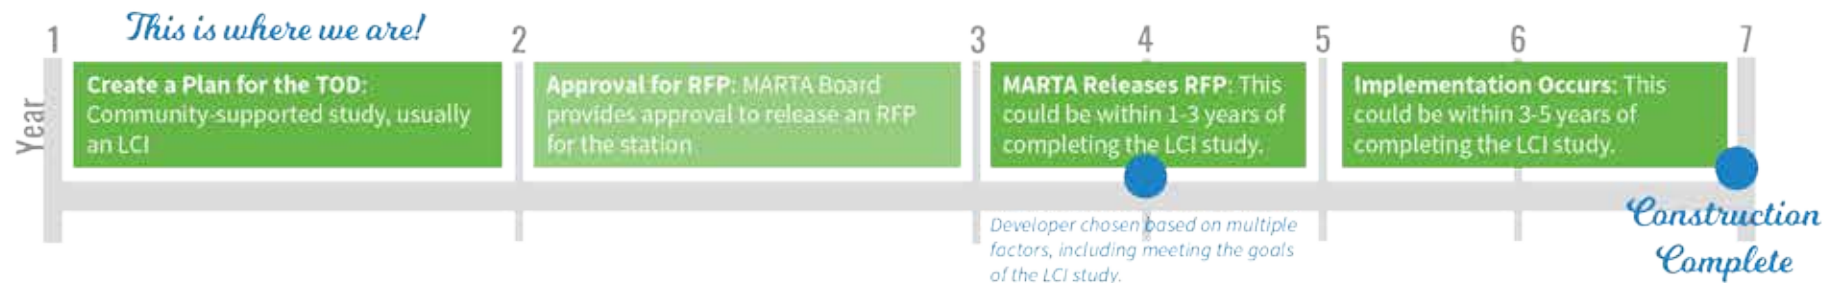 This is where we are!
1
2
3
4
5
6
7
Year
Create a Plan for the TOD:
Community-supported study, usually
an LCI
Approval for RFP: MARTA Board
provides approval to release an RFP
for the station
MARTA Releases RFP: This
could be within 1-3 years of
completing the LCI study.
Implementation Occurs: This
could be within 3-5 years of
completing the LCI study.
Developer chosen based on multiple
factors, including meeting the goals
of the LCI study.
Construction
Complete